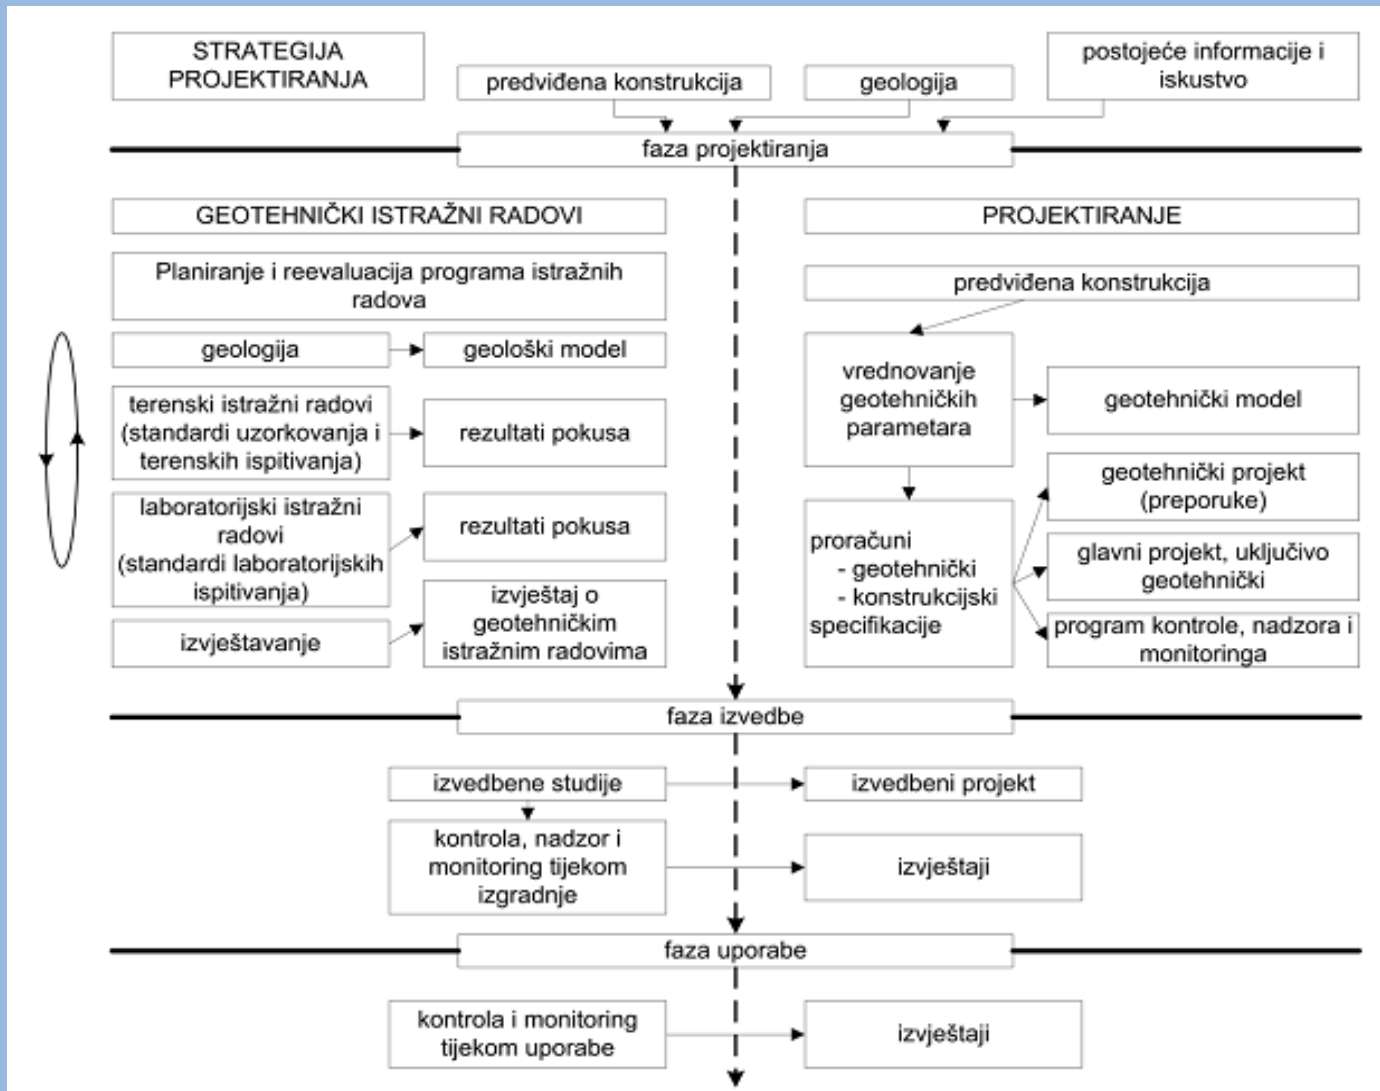 STRATEGIJA
PROJEKTIRANJA
predviđena konstrukcija
geologija
postojeće informacije i
iskustvo
faza projektiranja
GEOTEHNIČKI ISTRAŽNI RADOVI
Planiranje i reevaluacija programa istražnih
radova
geologija
geološki model
terenski istražni radovi
(standardi uzorkovanja i
terenskih ispitivanja)
rezultati pokusa
laboratorijski istražni
radovi
(standardi laboratorijskih
ispitivanja)
rezultati pokusa
izvještavanje
izvještaj o
geotehničkim
istražnim radovima
PROJEKTIRANJE
predviđena konstrukcija
vrednovanje
geotehničkih
parametara
geotehnički model
proračuni
- geotehnički
- konstrukcijski
specifikacije
geotehnički projekt
(preporuke)
glavni projekt, uključivo
geotehnički
program kontrole, nadzora i
monitoringa
faza izvedbe
izvedbene studije
izvedbeni projekt
kontrola, nadzor i
monitoring tijekom
izgradnje
izvještaji
faza uporabe
kontrola i monitoring
tijekom uporabe
izvještaji